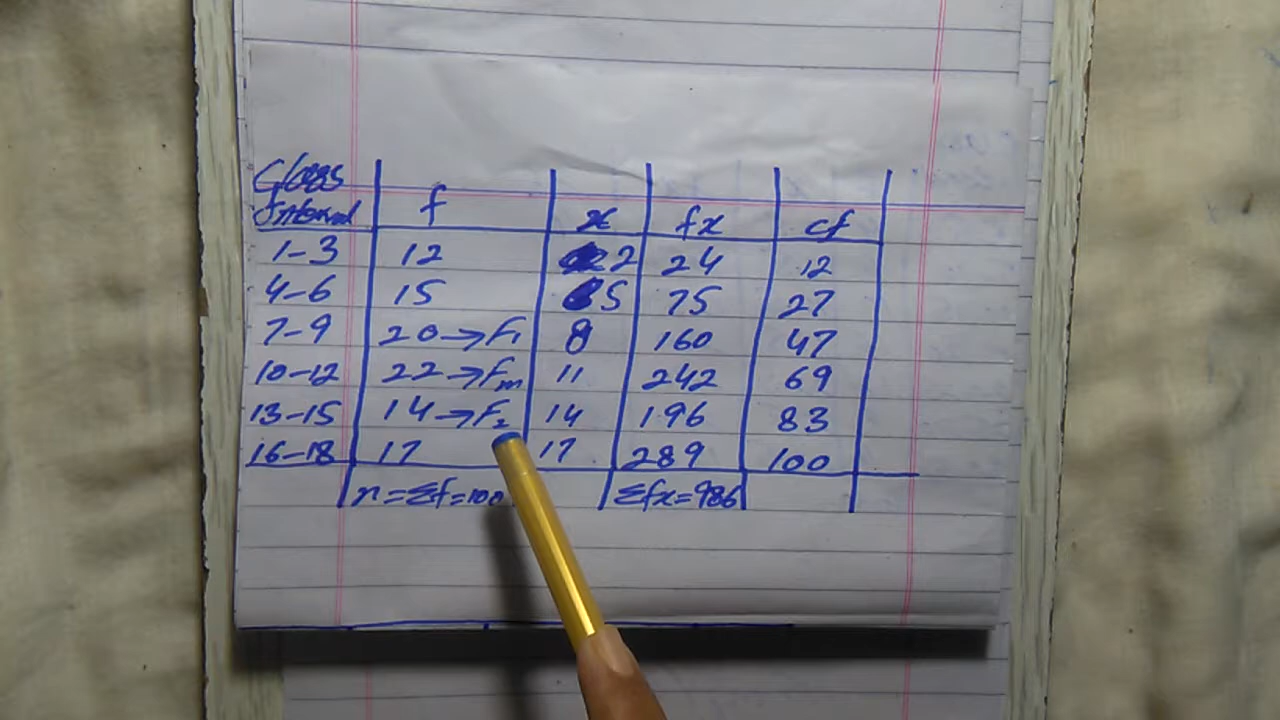 Class
Interval f x fx cf
1-3 12 2 24 12
4-6 15 5 75 27
7-9 20→f1 8 160 47
10-12 22→fm 11 242 69
13-15 14→f2 14 196 83
16-18 17 17 289 100
n=Σf=100 Σfx=986